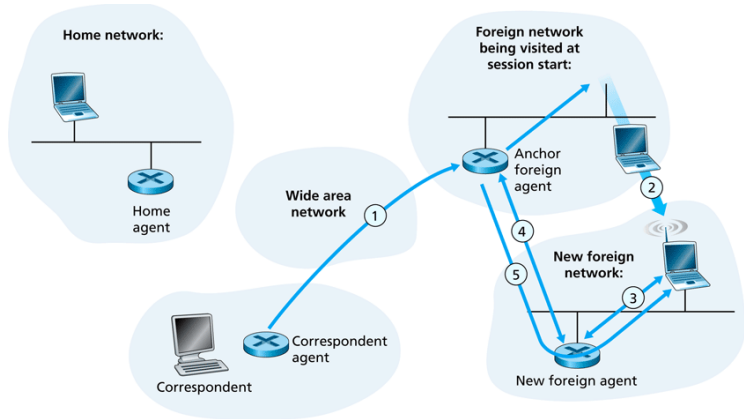 Home network:
Home
agent
Wide area
network
1
Correspondent
Correspondent
agent
Foreign network
being visited at
session start:
Anchor
foreign
agent
2
4
5
New foreign
network:
3
New foreign agent